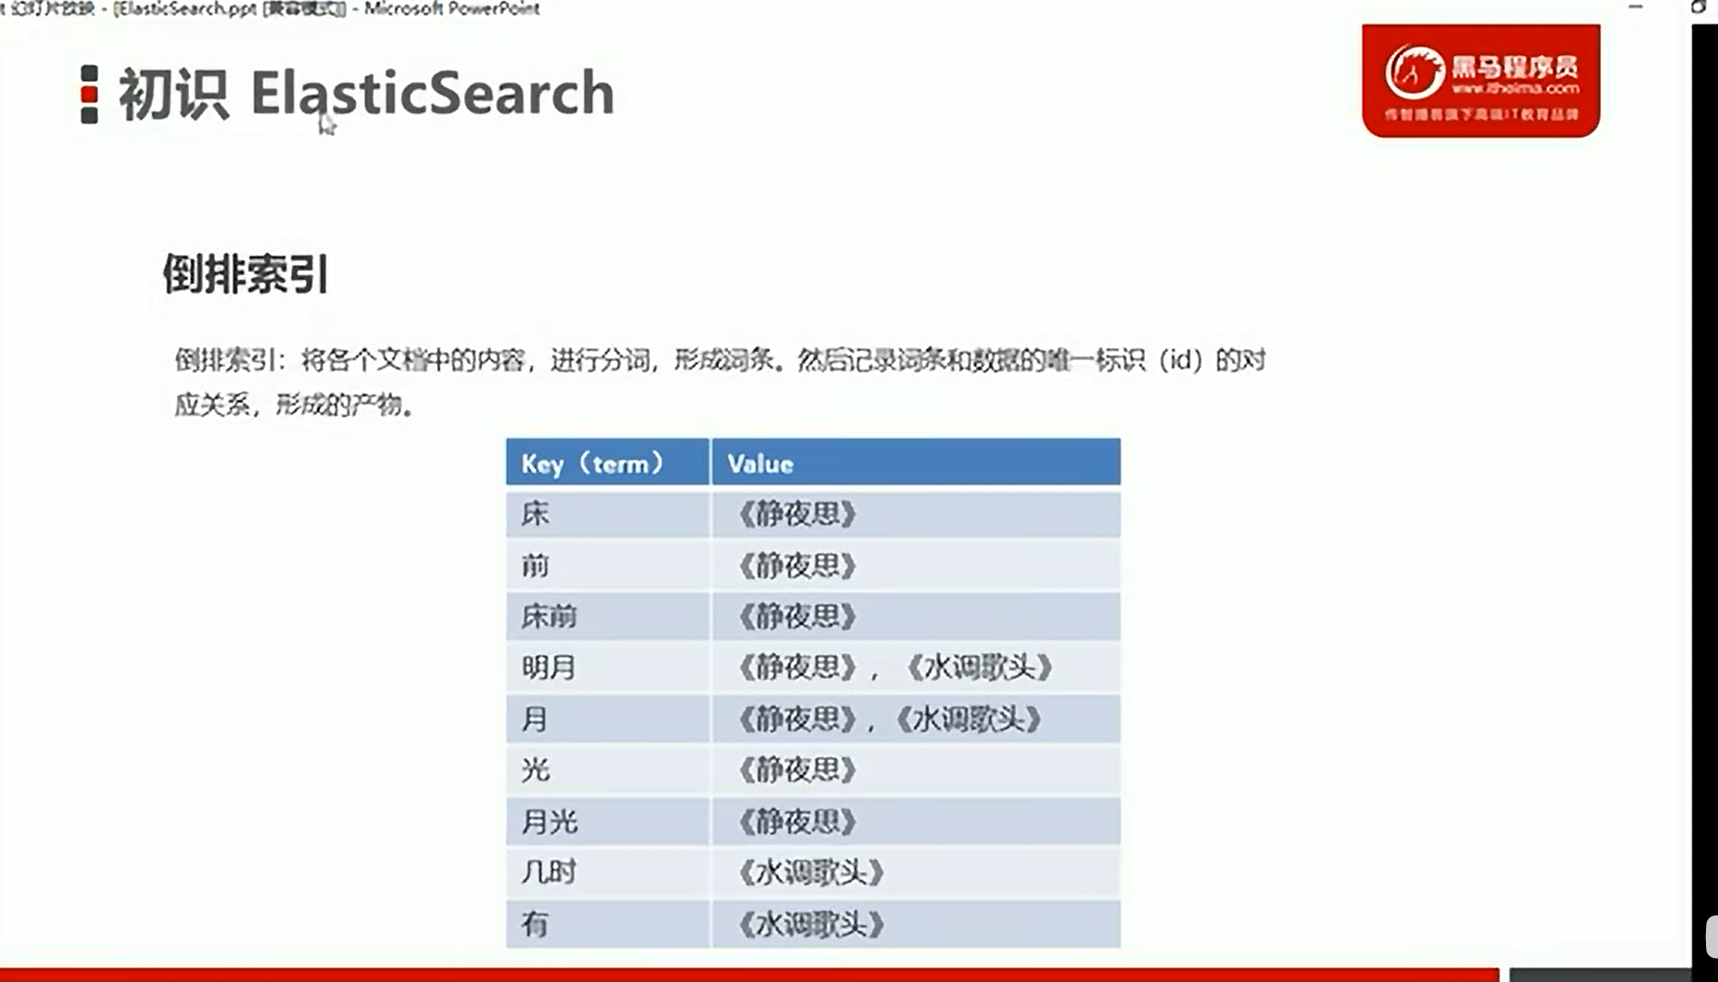 幻灯片放映 - [ElasticSearch.ppt [兼容模式]] - Microsoft PowerPoint
初识 ElasticSearch
黑马程序员
www.itheima.com
传智播客旗下高端IT教育品牌
倒排索引
倒排索引：将各个文档中的内容，进行分词，形成词条。然后记录词条和数据的唯一标识（id）的对
应关系，形成的产物。
Key（term） Value
床 《静夜思》
前 《静夜思》
床前 《静夜思》
明月 《静夜思》，《水调歌头》
月 《静夜思》，《水调歌头》
光 《静夜思》
月光 《静夜思》
几时 《水调歌头》
有 《水调歌头》